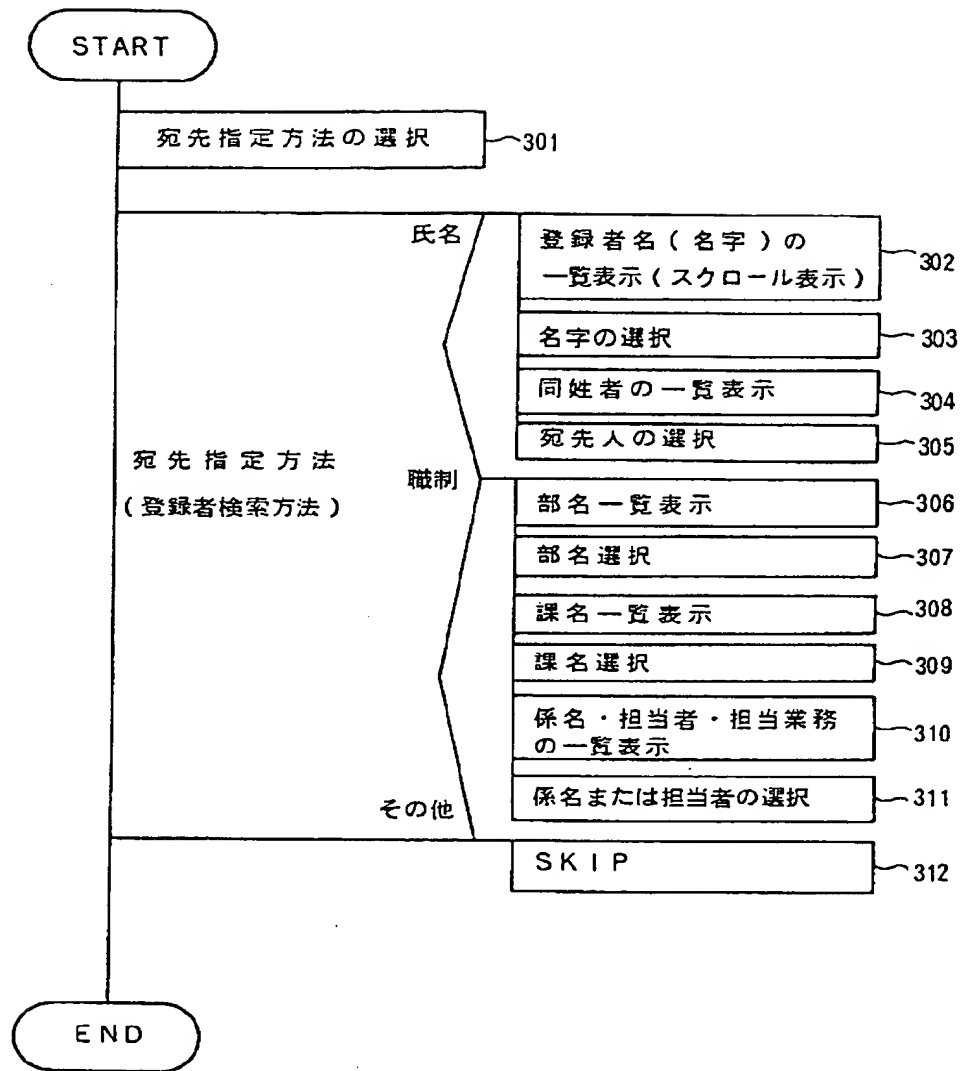 START
宛先指定方法の選択
301
氏名
登録者名(名字)の
一覧表示(スクロール表示)
302
名字の選択
303
同姓者の一覧表示
304
宛先人の選択
305
宛先指定方法
(登録者検索方法)
職制
部名一覧表示
306
部名選択
307
課名一覧表示
308
課名選択
309
係名・担当者・担当業務
の一覧表示
310
その他
係名または担当者の選択
311
SKIP
312
END